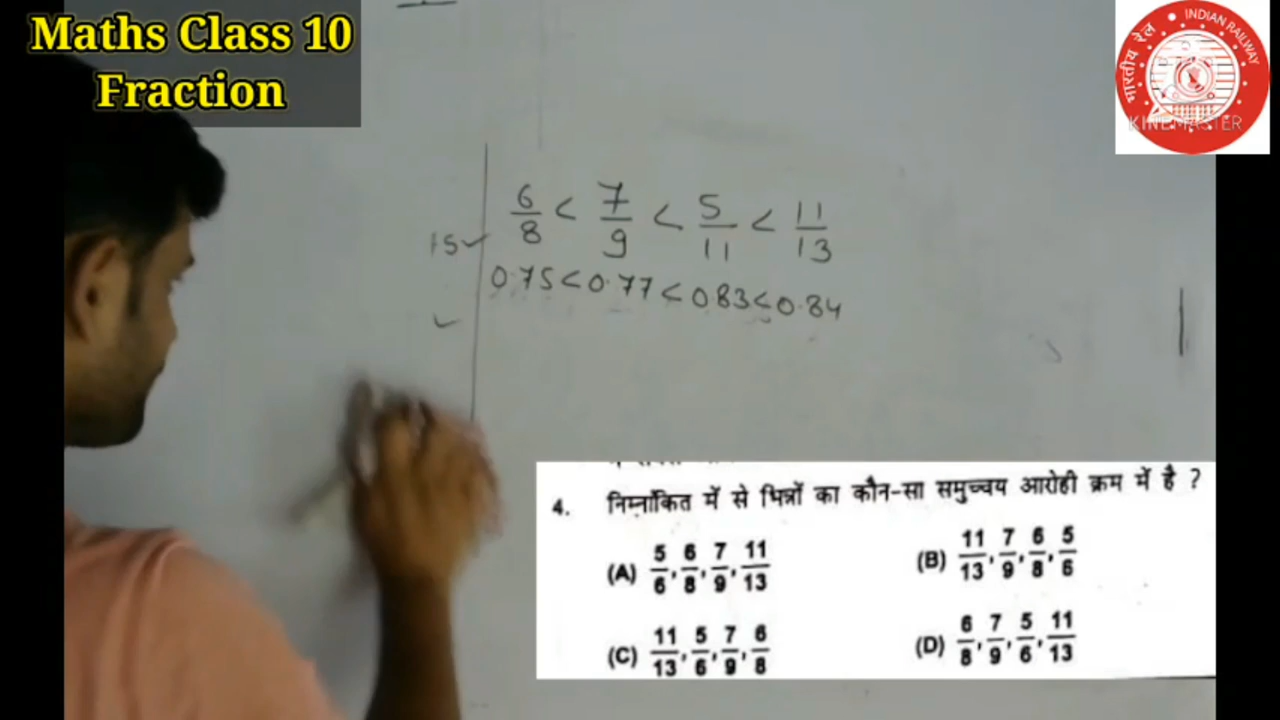 Maths Class 10
Fraction
भारतीय रेल INDIAN RAILWAY
KINEMASTER
6/8 < 7/9 < 5/11 < 11/13
15✓
0.75 < 0.77 < 0.83 < 0.84
✓
4. निम्नांकित में से भिन्नों का कौन-सा समुच्चय आरोही क्रम में है ?
(A) 5/6, 6/8, 7/9, 11/13
(B) 11/13, 7/9, 6/8, 5/6
(C) 11/13, 5/6, 7/9, 6/8
(D) 6/8, 7/9, 5/6, 11/13